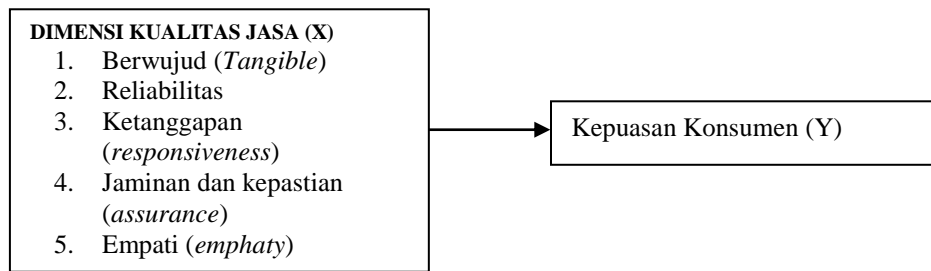 DIMENSI KUALITAS JASA (X)
1. Berwujud (Tangible)
2. Reliabilitas
3. Ketanggapan
(responsiveness)
4. Jaminan dan kepastian
(assurance)
5. Empati (emphaty)
Kepuasan Konsumen (Y)